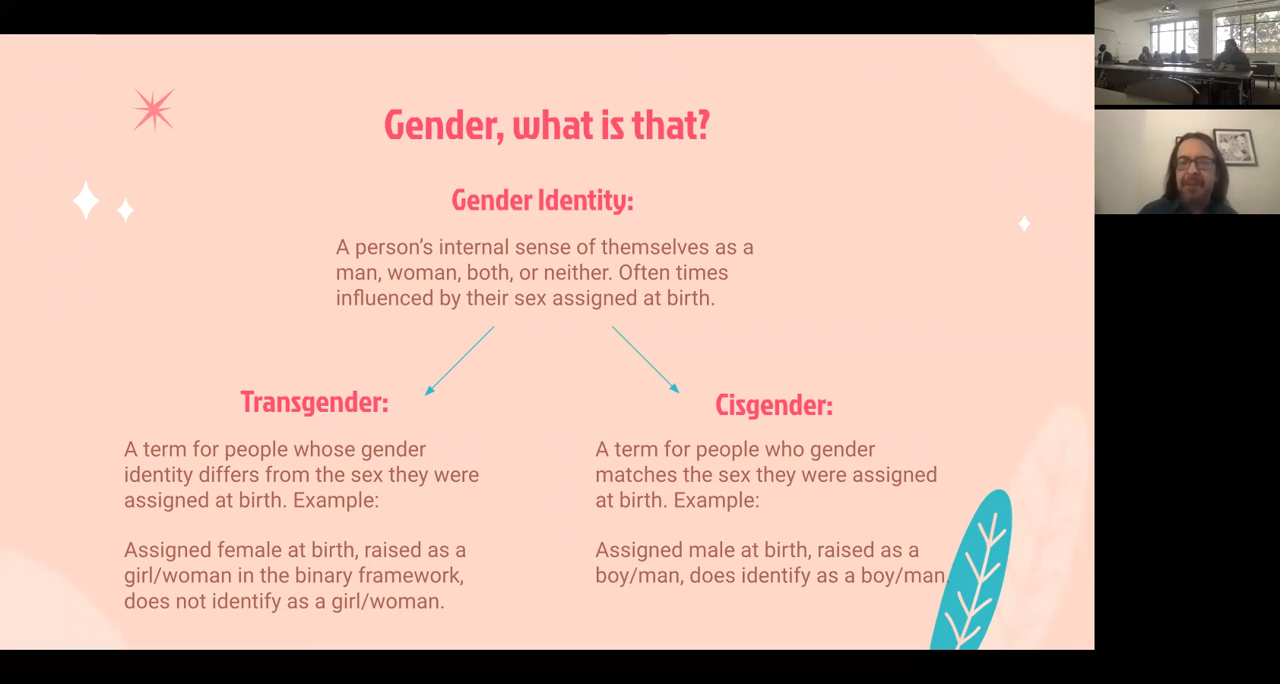 Gender, what is that?
Gender Identity:
A person's internal sense of themselves as a
man, woman, both, or neither. Often times
influenced by their sex assigned at birth.
Transgender:
A term for people whose gender
identity differs from the sex they were
assigned at birth. Example:
Assigned female at birth, raised as a
girl/woman in the binary framework,
does not identify as a girl/woman.
Cisgender:
A term for people who gender
matches the sex they were assigned
at birth. Example:
Assigned male at birth, raised as a
boy/man, does identify as a boy/man.